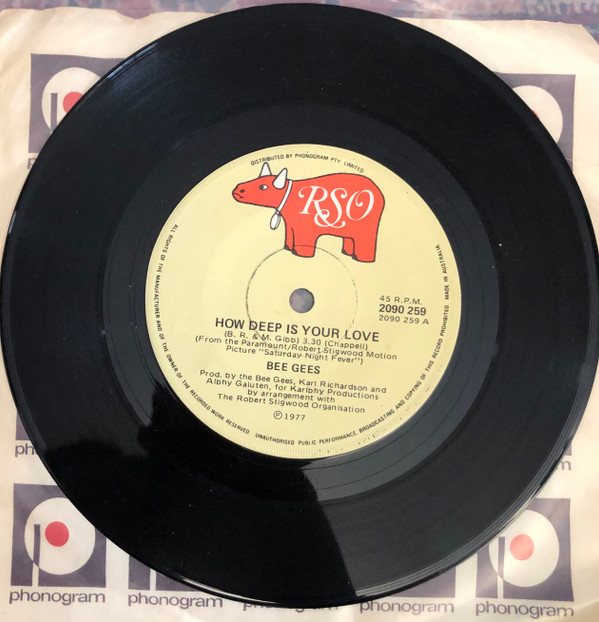 DISTRIBUTED BY PHONOGRAM PTY. LIMITED
RSO
45 R.P.M.
2090 259
2090 259 A
HOW DEEP IS YOUR LOVE
(B. R. & M. Gibb) 3.30 (Chappell)
(From the Paramount/Robert Stigwood Motion
Picture "Saturday Night Fever")
BEE GEES
Prod. by the Bee Gees, Karl Richardson and
Albhy Galuten, for Karlbhy Productions
by arrangement with
The Robert Stigwood Organisation
℗ 1977
ALL RIGHTS OF THE MANUFACTURER AND OF THE OWNER OF THE RECORDED WORK RESERVED UNAUTHORISED PUBLIC PERFORMANCE, BROADCASTING AND COPYING OF THIS RECORD PROHIBITED MADE IN AUSTRALIA
phonogram
phonogram
phonogram
phonogram
phonogram